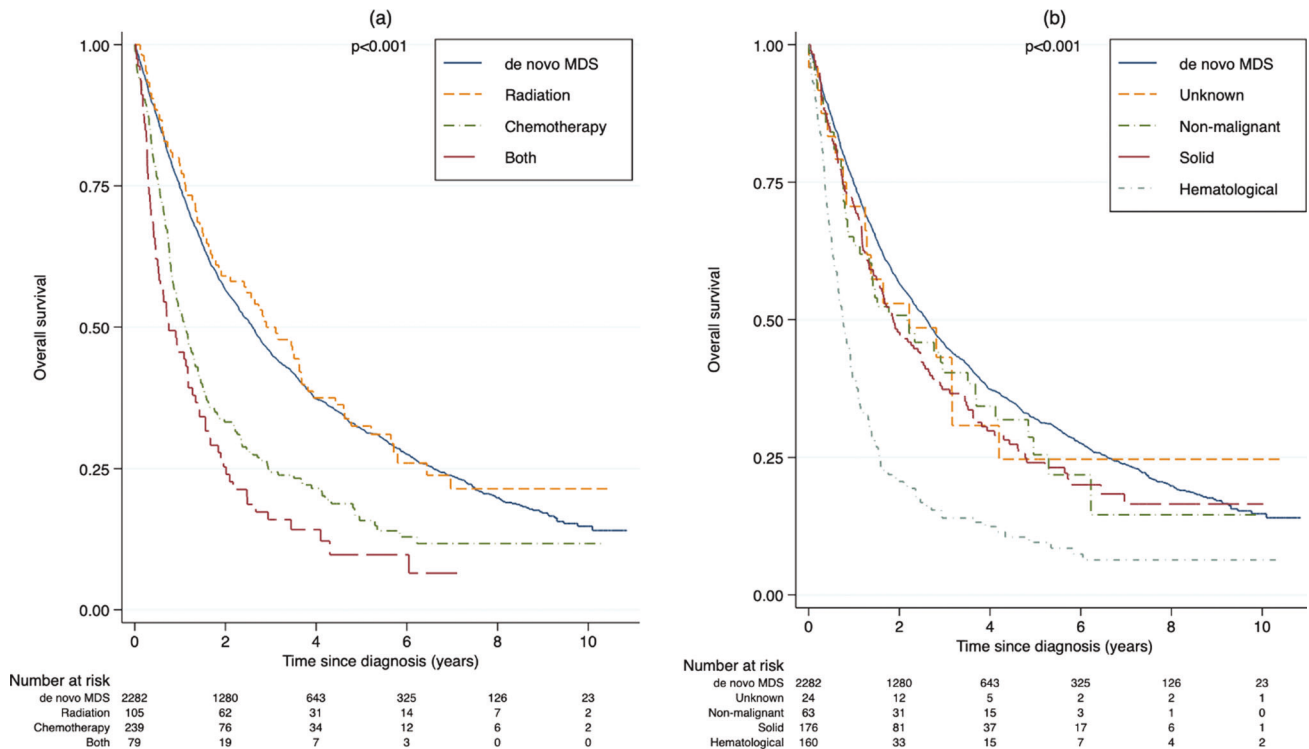 (a)
p<0.001
de novo MDS
Radiation
Chemotherapy
Both
Overall survival
1.00
0.75
0.50
0.25
0.00
0 2 4 6 8 10
Time since diagnosis (years)
Number at risk
de novo MDS 2282 1280 643 325 126 23
Radiation 105 62 31 14 7 2
Chemotherapy 239 76 34 12 6 2
Both 79 19 7 3 0 0
(b)
p<0.001
de novo MDS
Unknown
Non-malignant
Solid
Hematological
Overall survival
1.00
0.75
0.50
0.25
0.00
0 2 4 6 8 10
Time since diagnosis (years)
Number at risk
de novo MDS 2282 1280 643 325 126 23
Unknown 24 12 5 2 2 1
Non-malignant 63 31 15 3 1 0
Solid 176 81 37 17 6 1
Hematological 160 33 15 7 4 2